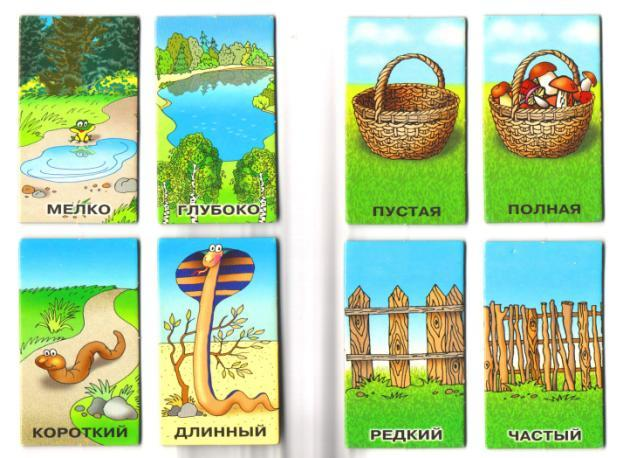 МЕЛКО
ГЛУБОКО
ПУСТАЯ
ПОЛНАЯ
КОРОТКИЙ
ДЛИННЫЙ
РЕДКИЙ
ЧАСТЫЙ